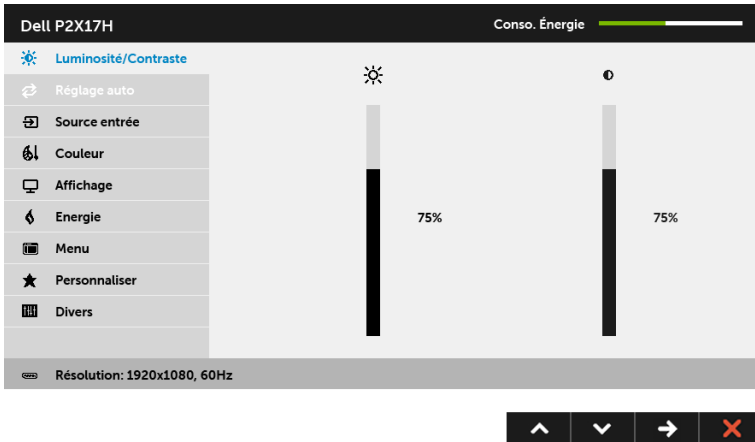 Dell P2X17H
Conso. Énergie
Luminosité/Contraste
Réglage auto
Source entrée
Couleur
Affichage
Energie
Menu
Personnaliser
Divers
75%
75%
Résolution: 1920x1080, 60Hz